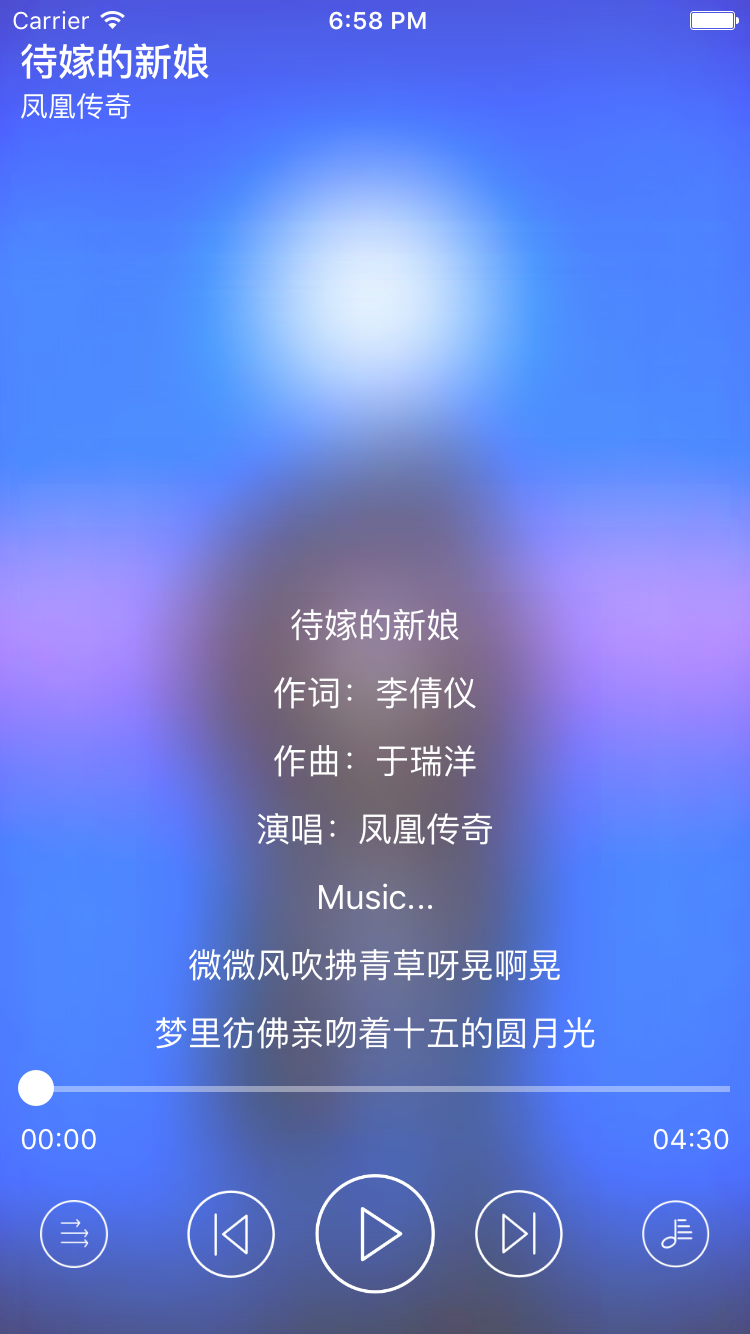 Carrier 6:58 PM
待嫁的新娘
凤凰传奇
待嫁的新娘
作词：李倩仪
作曲：于瑞洋
演唱：凤凰传奇
Music...
微微风吹拂青草呀晃啊晃
梦里彷佛亲吻着十五的圆月光
00:00 04:30